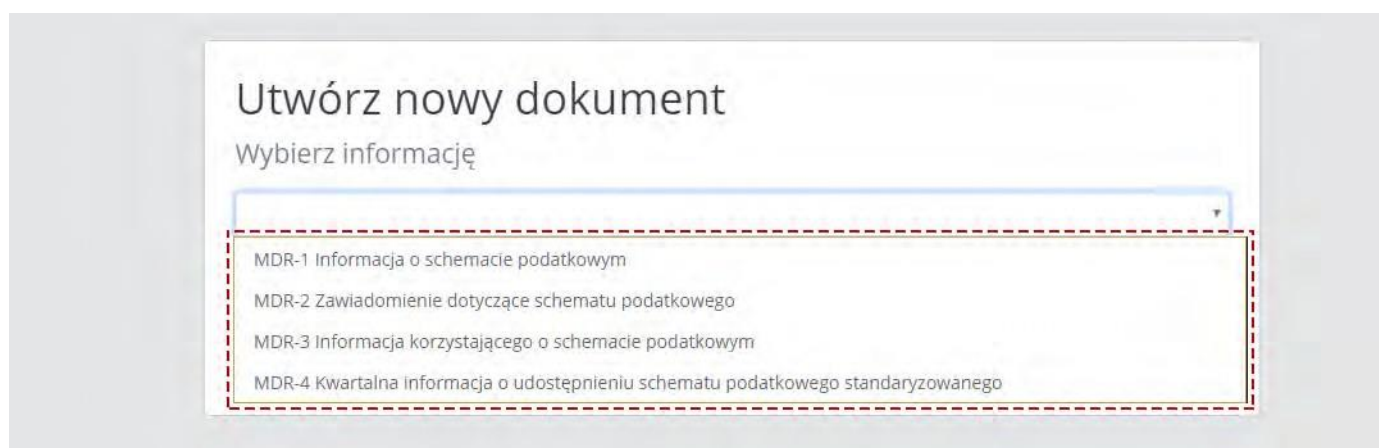 Utwórz nowy dokument
Wybierz informację
MDR-1 Informacja o schemacie podatkowym
MDR-2 Zawiadomienie dotyczące schematu podatkowego
MDR-3 Informacja korzystającego o schemacie podatkowym
MDR-4 Kwartalna informacja o udostępnieniu schematu podatkowego standaryzowanego